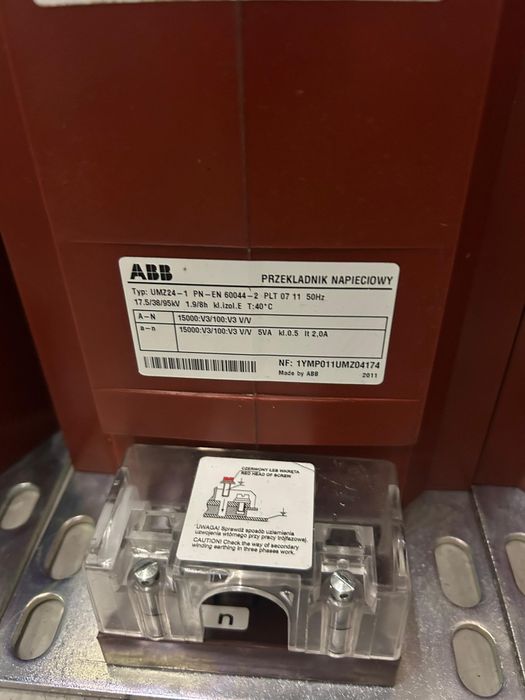 ABB PRZEKLADNIK NAPIECIOWY
Typ: UMZ24-1 PN-EN 60044-2 PLT 07 11 50Hz
17.5/38/95kV 1.9/8h kl.izol.E T:40°C
A-N 15000:V3/100:V3 V/V
a-n 15000:V3/100:V3 V/V 5VA kl.0.5 It 2,0A
NF: 1YMP011UMZ04174
Made by ABB 2011
CZERWONY ŁEB WKRĘTA
RED HEAD OF SCREW
UWAGA! Sprawdź sposób uziemienia
uzwojenia wtórnego przy pracy trójfazowej.
CAUTION! Check the way of secondary
winding earthing in three phases work.
n